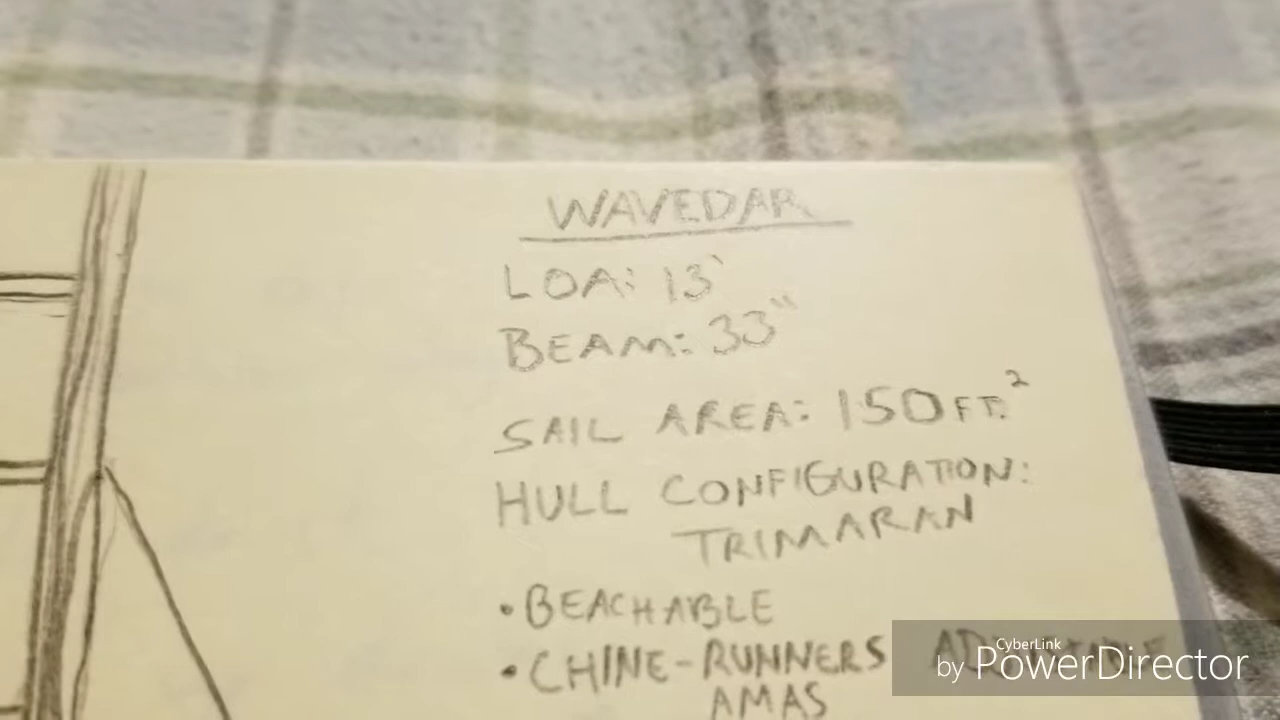 WAVEDAR
LOA: 13'
BEAM: 33"
SAIL AREA: 150 FT.²
HULL CONFIGURATION:
TRIMARAN
• BEACHABLE
• CHINE-RUNNERS
AMAS
CyberLink
by PowerDirector